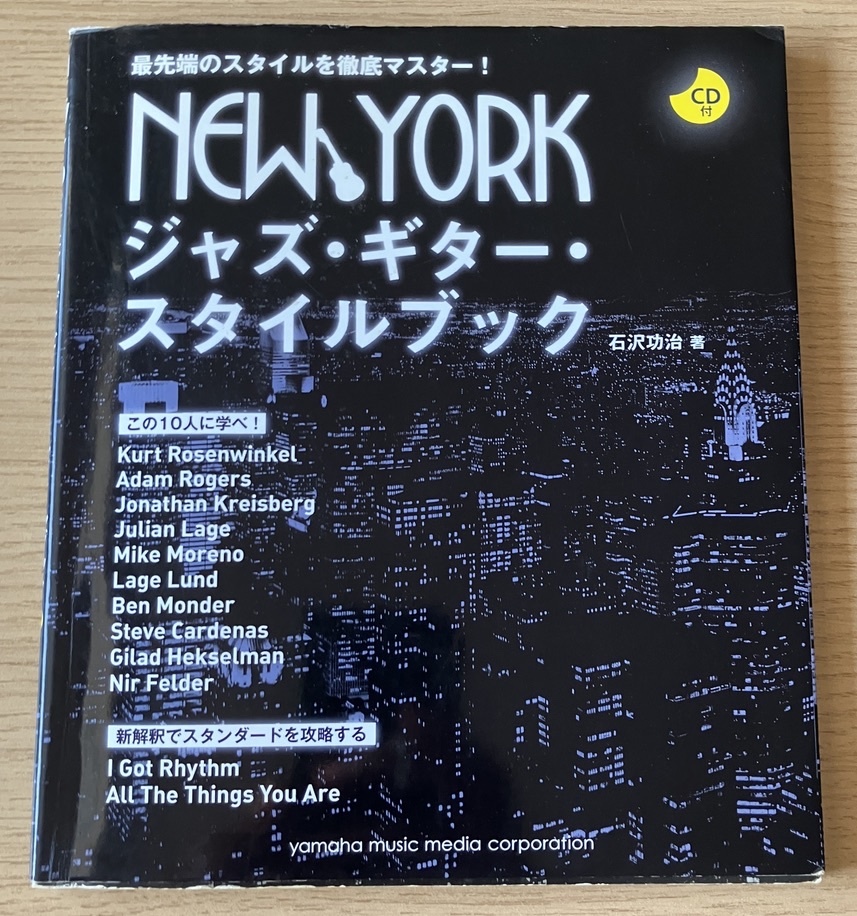 最先端のスタイルを徹底マスター！
CD
付
NEW YORK
ジャズ・ギター・
スタイルブック
石沢功治 著
この10人に学べ！
Kurt Rosenwinkel
Adam Rogers
Jonathan Kreisberg
Julian Lage
Mike Moreno
Lage Lund
Ben Monder
Steve Cardenas
Gilad Hekselman
Nir Felder
新解釈でスタンダードを攻略する
I Got Rhythm
All The Things You Are
yamaha music media corporation